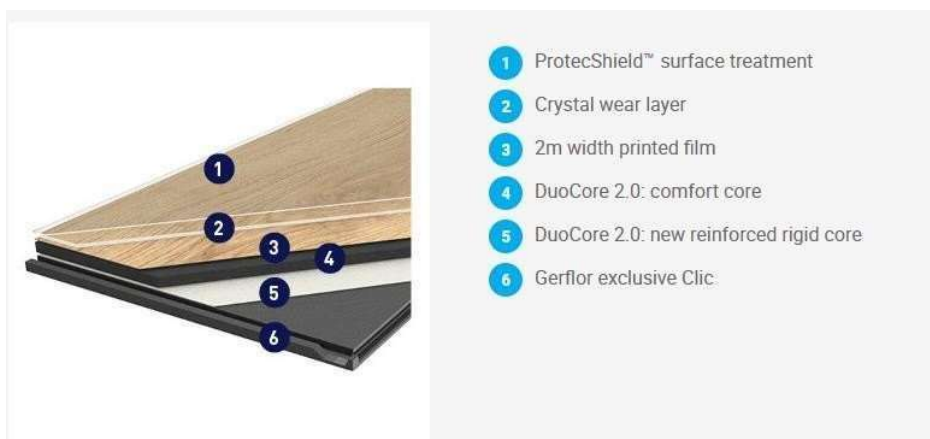 1
2
3
4
5
6
1 ProtecShield™ surface treatment
2 Crystal wear layer
3 2m width printed film
4 DuoCore 2.0: comfort core
5 DuoCore 2.0: new reinforced rigid core
6 Gerflor exclusive Clic